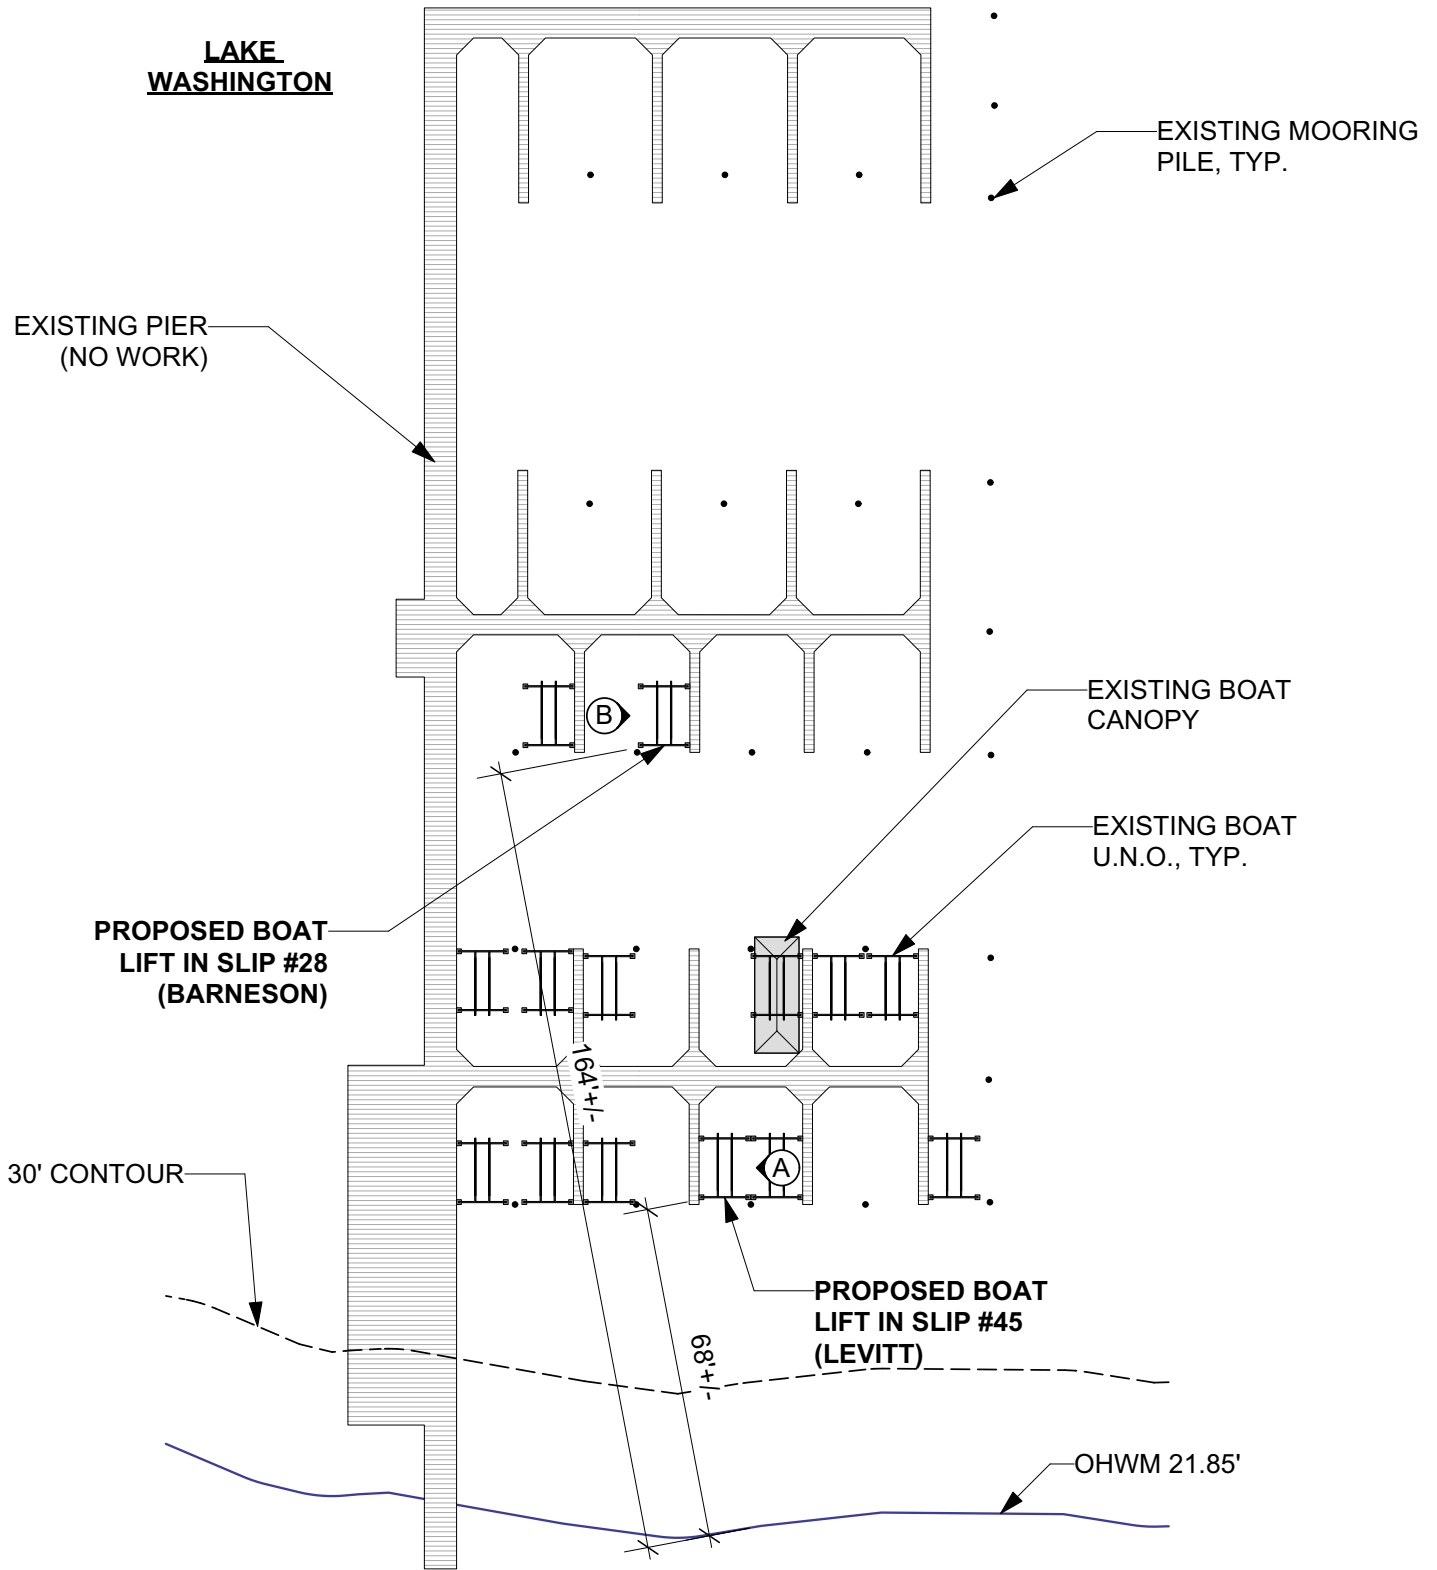 LAKE
WASHINGTON
EXISTING MOORING
PILE, TYP.
EXISTING PIER
(NO WORK)
B
EXISTING BOAT
CANOPY
EXISTING BOAT
U.N.O., TYP.
PROPOSED BOAT
LIFT IN SLIP #28
(BARNESON)
164'+/-
A
30' CONTOUR
PROPOSED BOAT
LIFT IN SLIP #45
(LEVITT)
68'+/-
OHWM 21.85'